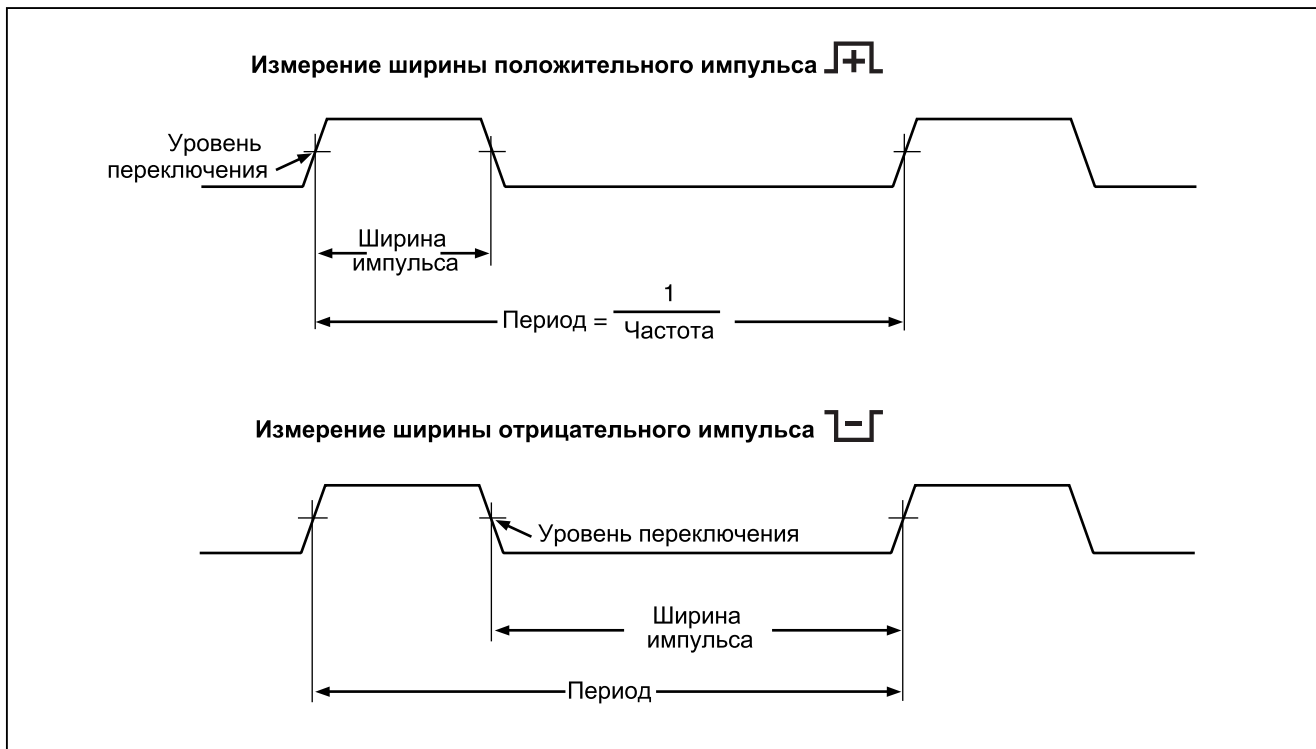 Измерение ширины положительного импульса +
Уровень
переключения
Ширина
импульса
Период = 1
Частота
Измерение ширины отрицательного импульса -
Уровень переключения
Ширина
импульса
Период